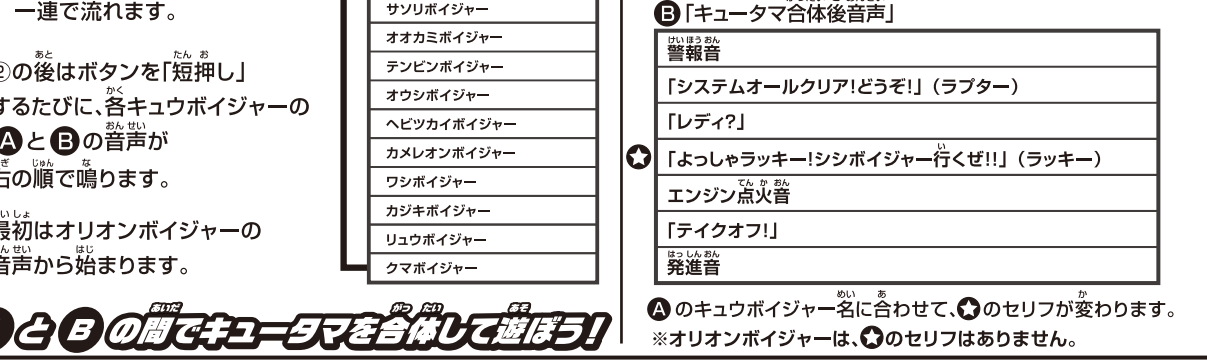 一連で流れます。
②の後はボタンを「短押し」
するたびに、各キュウボイジャーの
AとBの音声が
右の順で鳴ります。
最初はオリオンボイジャーの
音声から始まります。
サソリボイジャー
オオカミボイジャー
テンビンボイジャー
オウシボイジャー
ヘビツカイボイジャー
カメレオンボイジャー
ワシボイジャー
カジキボイジャー
リュウボイジャー
クマボイジャー
B「キュータマ合体後音声」
警報音
「システムオールクリア!どうぞ!」(ラプター)
「レディ?」
★「よっしゃラッキー!シシボイジャー行くぜ!!」(ラッキー)
エンジン点火音
「テイクオフ!」
発進音
Aのキュウボイジャー名に合わせて、★のセリフが変わります。
※オリオンボイジャーは、★のセリフはありません。
とBの間でキュータマを合体して遊ぼう!